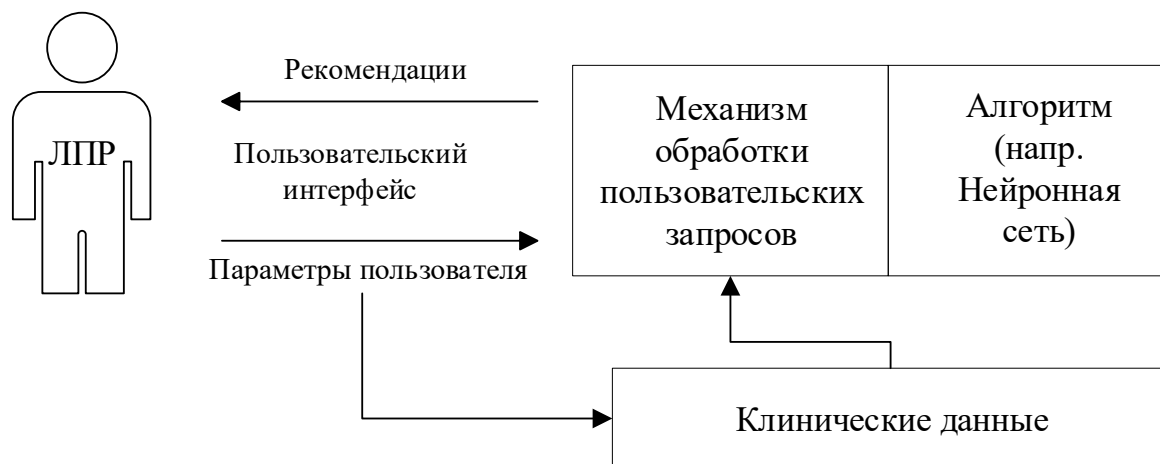 ЛПР
Рекомендации
Пользовательский
интерфейс
Параметры пользователя
Механизм
обработки
пользовательских
запросов
Алгоритм
(напр.
Нейронная
сеть)
Клинические данные